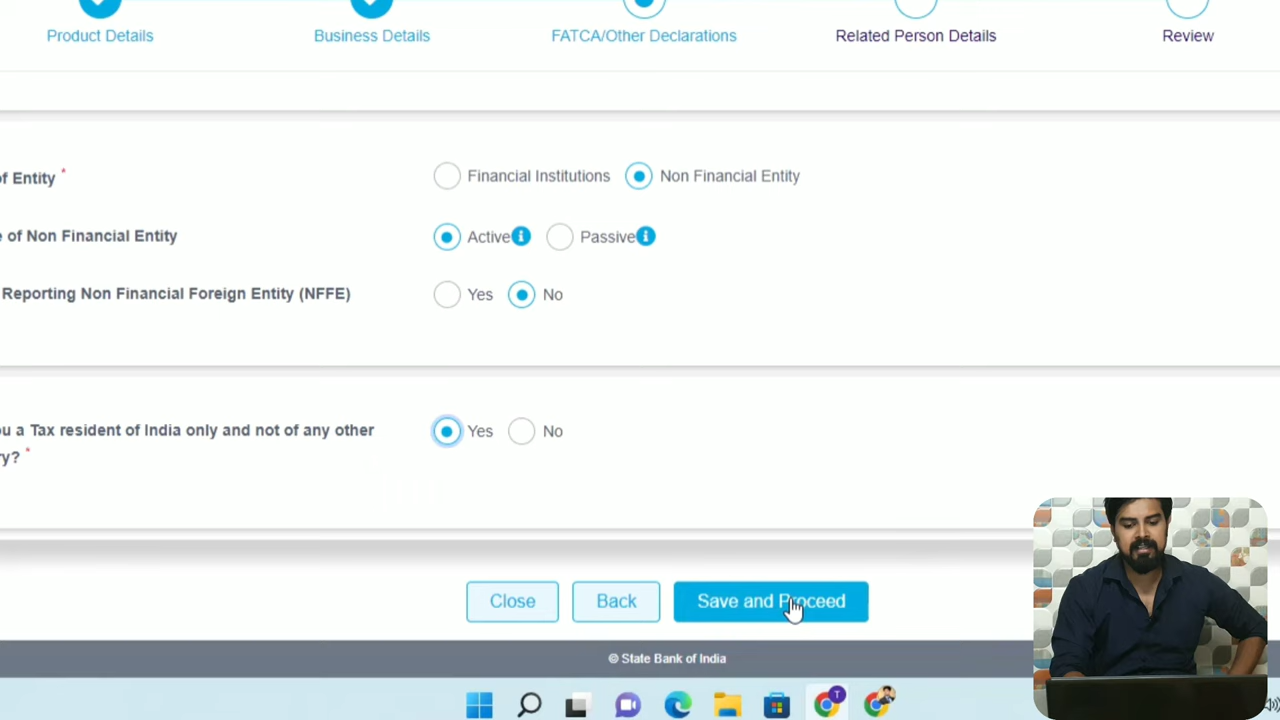 Product Details
Business Details
FATCA/Other Declarations
Related Person Details
Review
of Entity *
Financial Institutions
Non Financial Entity
e of Non Financial Entity
Active
Passive
Reporting Non Financial Foreign Entity (NFFE)
Yes
No
ou a Tax resident of India only and not of any other
ry? *
Yes
No
Close
Back
Save and Proceed
© State Bank of India
T